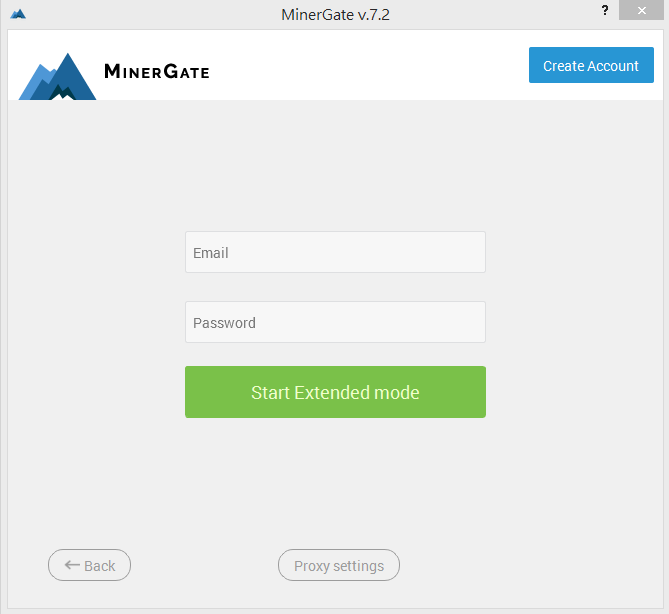 MinerGate v.7.2
?
MINERGATE
Create Account
Email
Password
Start Extended mode
← Back
Proxy settings